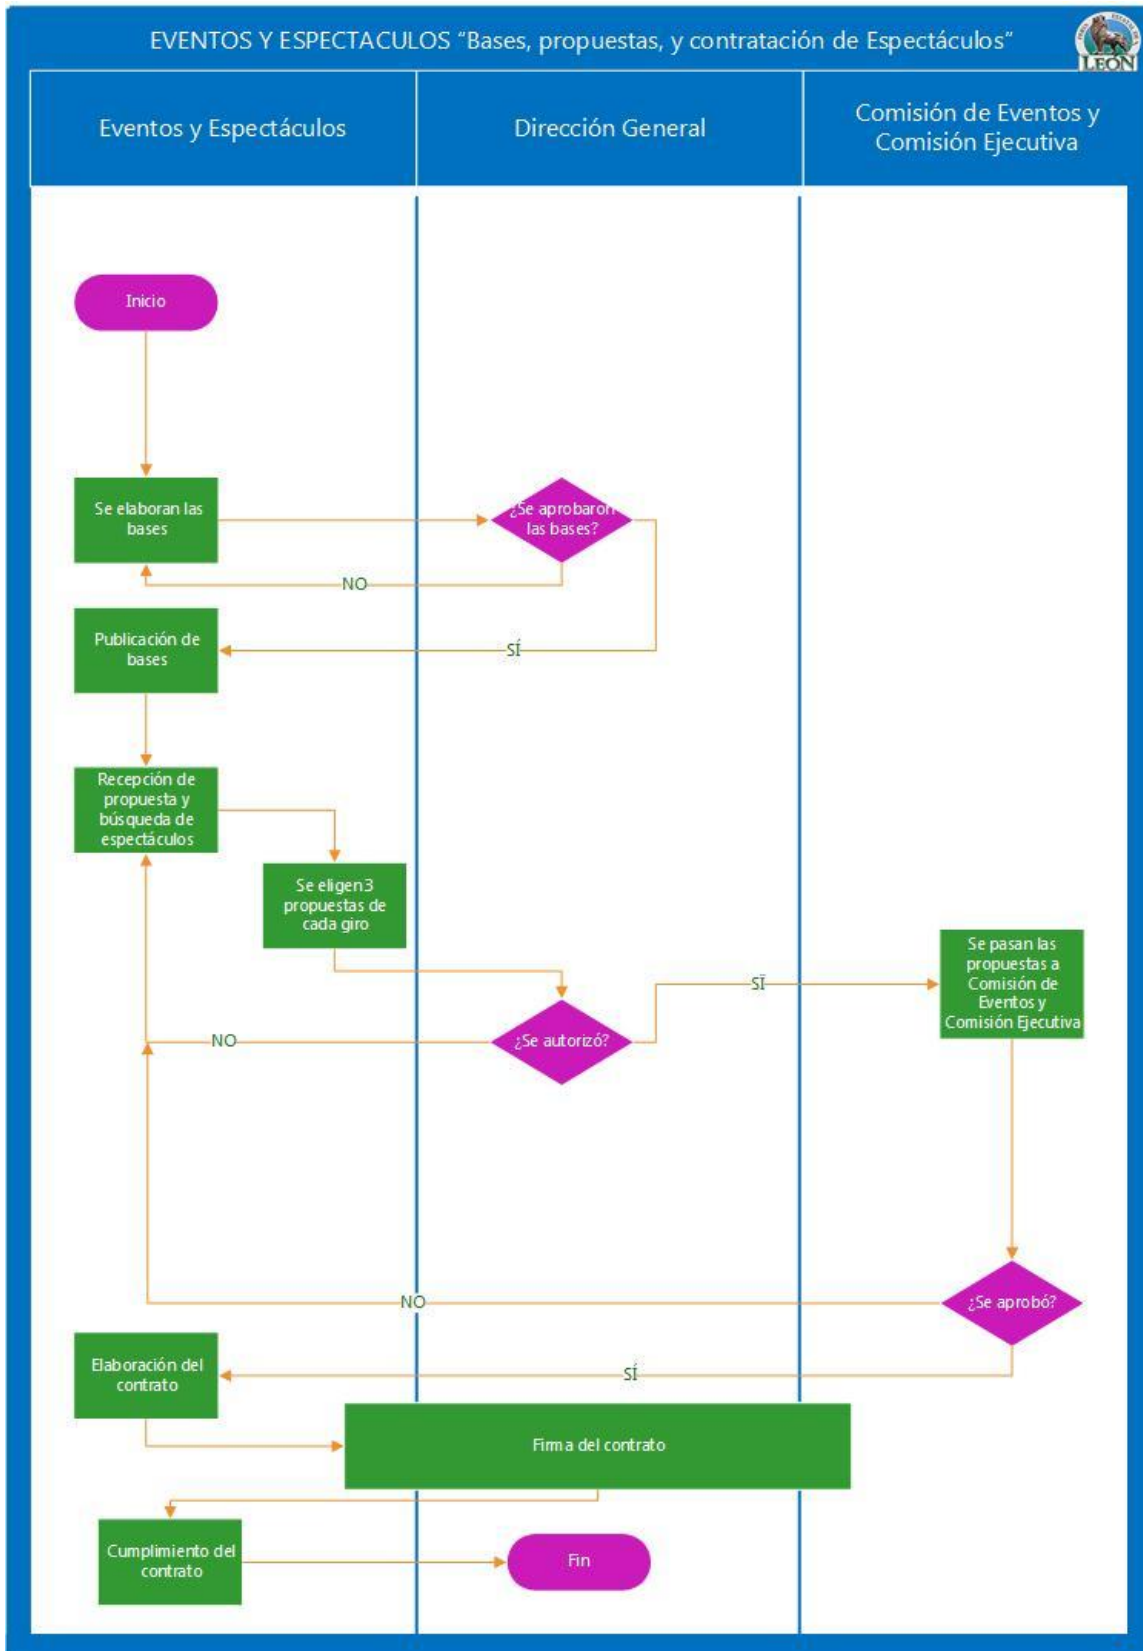 EVENTOS Y ESPECTACULOS “Bases, propuestas, y contratación de Espectáculos”
LEÓN
Eventos y Espectáculos
Dirección General
Comisión de Eventos y
Comisión Ejecutiva
Inicio
Se elaboran las
bases
¿Se aprobaron
las bases?
NO
Publicación de
bases
SÍ
Recepción de
propuesta y
búsqueda de
espectáculos
Se eligen 3
propuestas de
cada giro
Se pasan las
propuestas a
Comisión de
Eventos y
Comisión Ejecutiva
SÏ
¿Se autorizó?
NO
¿Se aprobó?
NO
SÍ
Elaboración del
contrato
Firma del contrato
Cumplimiento del
contrato
Fin